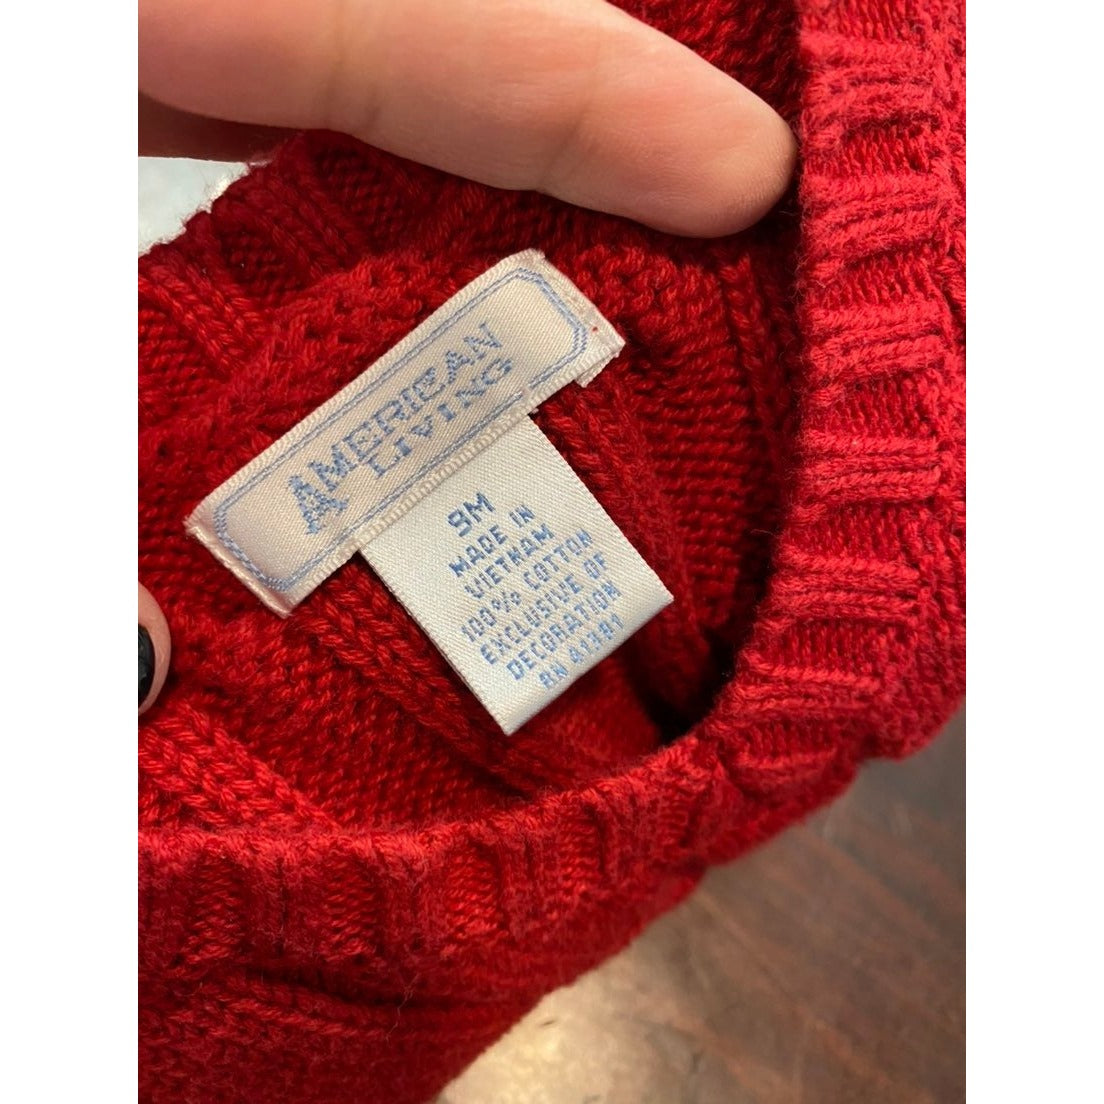 AMERICAN
LIVING
9M
MADE IN
VIETNAM
100% COTTON
EXCLUSIVE OF
DECORATION
RN 41381